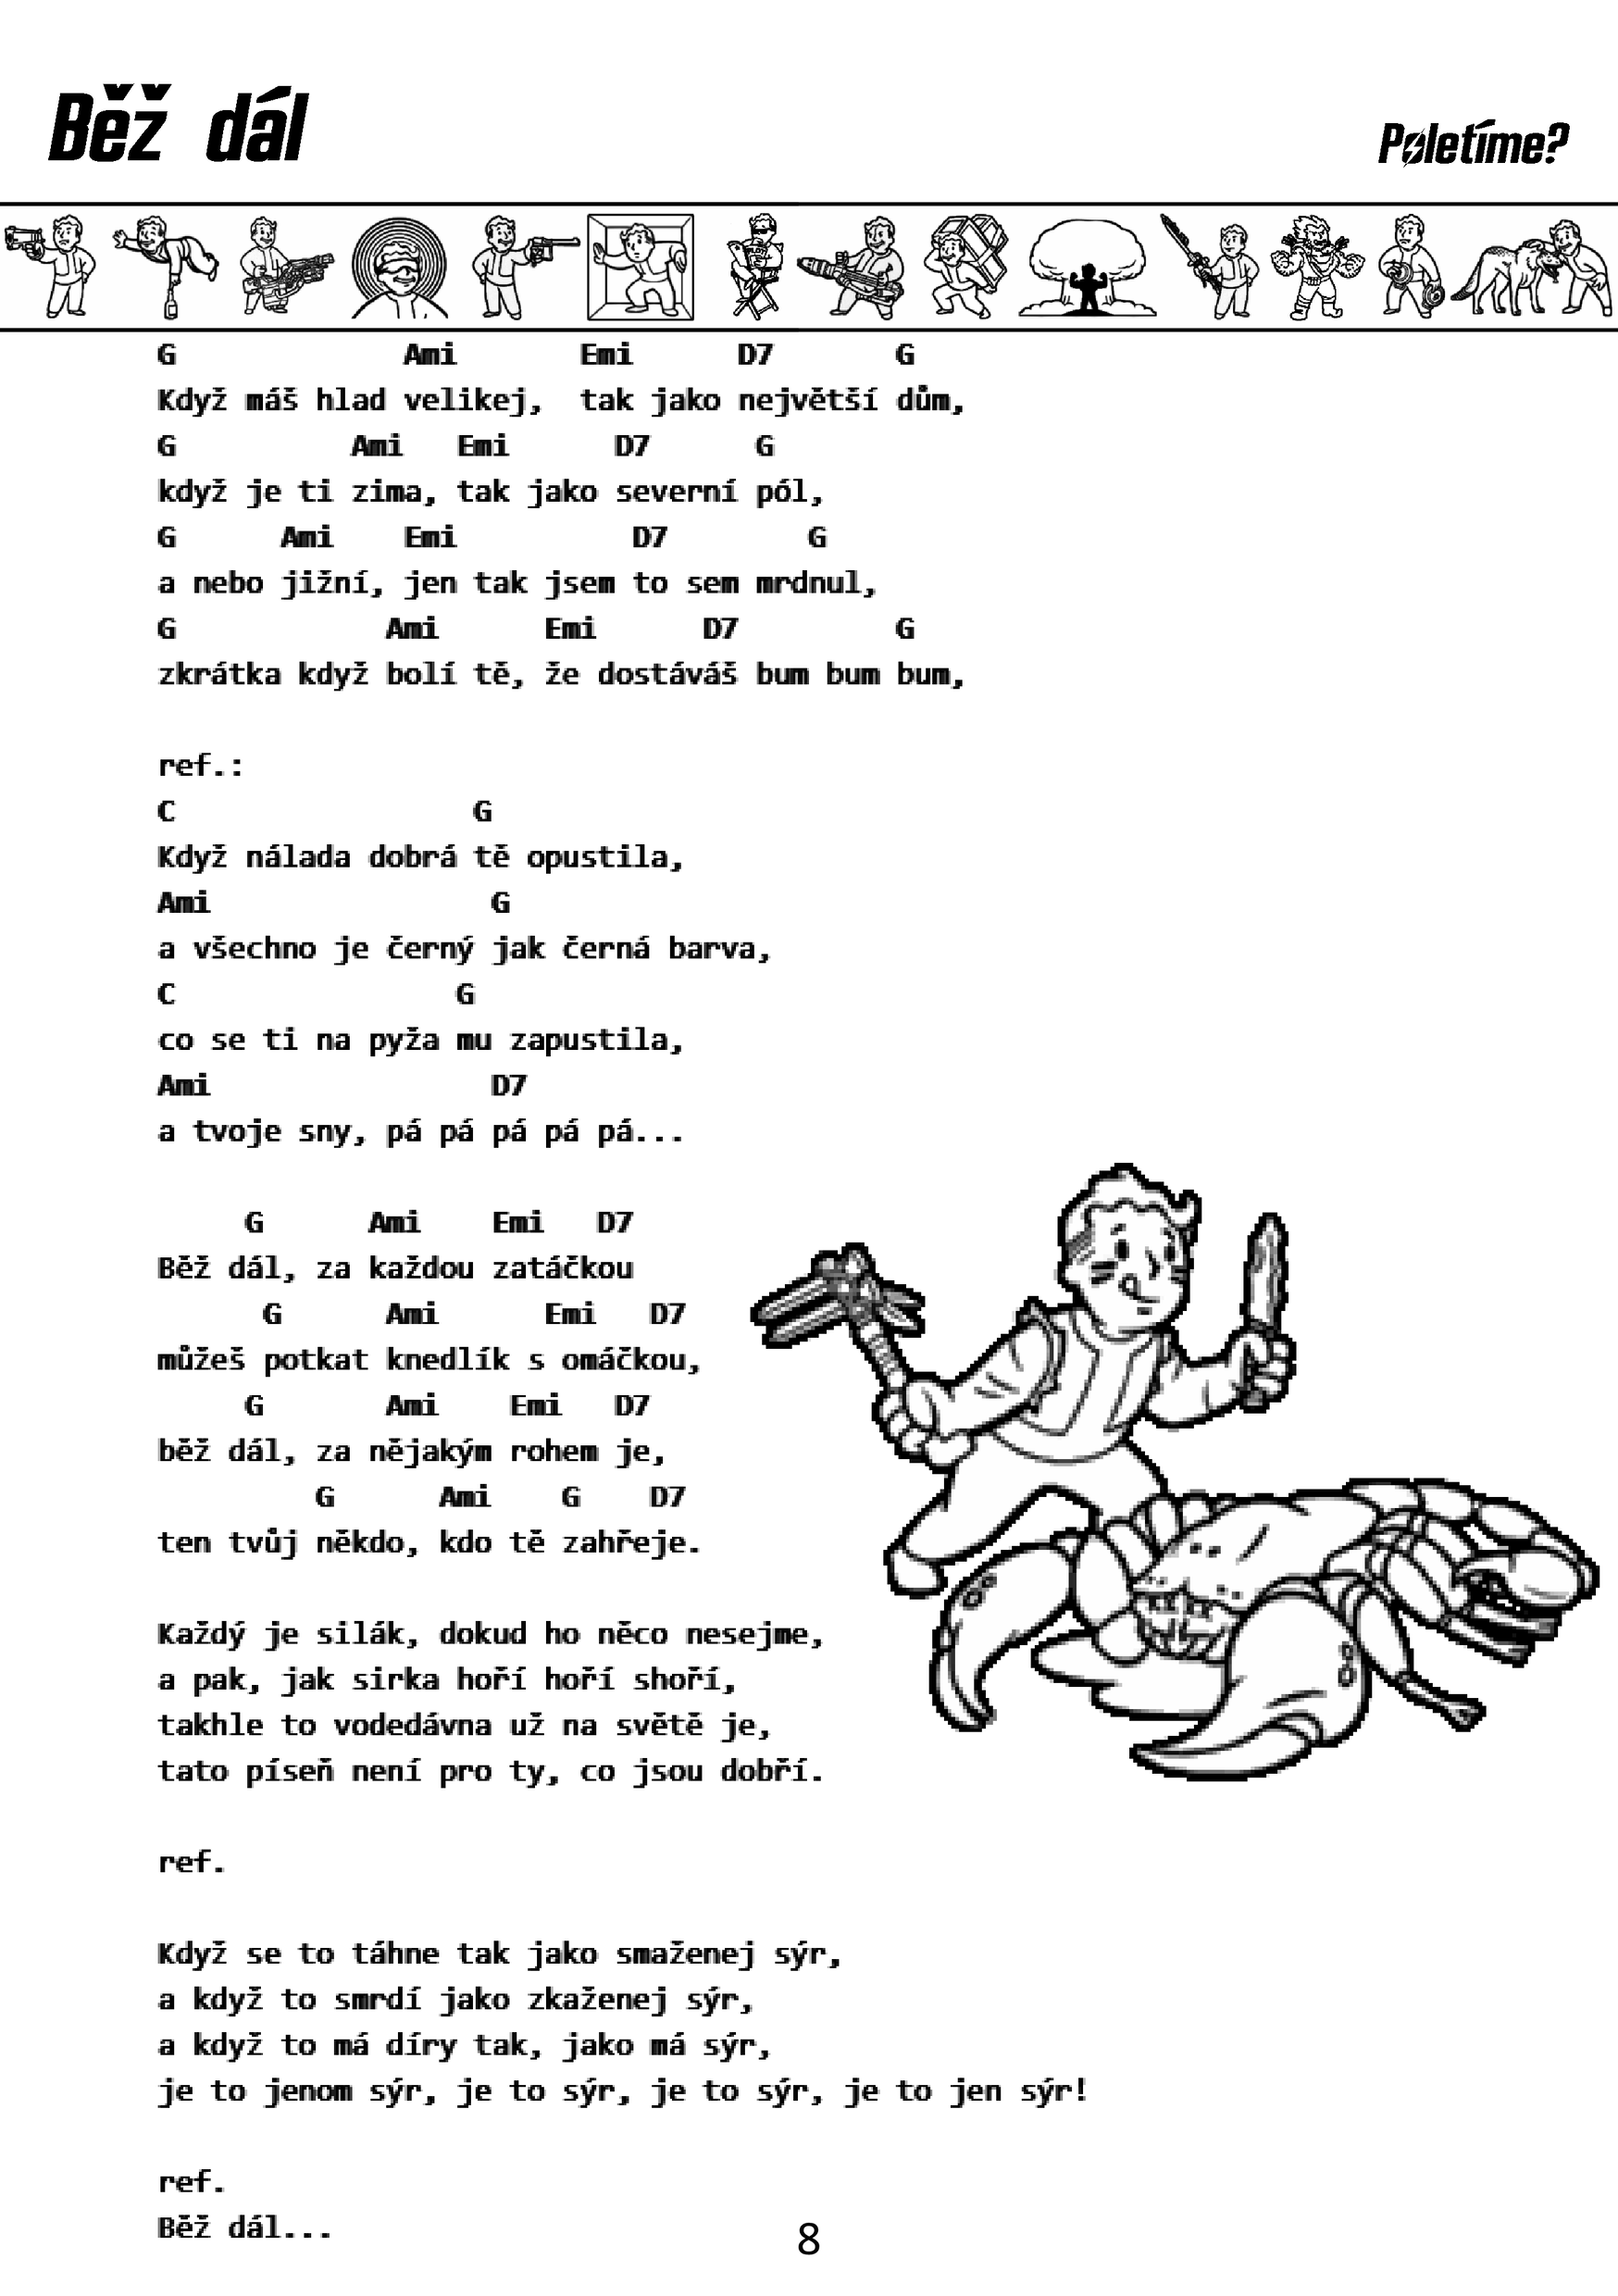 Běž dál
Poletíme?
G Ami Emi D7 G
Když máš hlad velikej, tak jako největší dům,
G Ami Emi D7 G
když je ti zima, tak jako severní pól,
G Ami Emi D7 G
a nebo jižní, jen tak jsem to sem mrdnul,
G Ami Emi D7 G
zkrátka když bolí tě, že dostáváš bum bum bum,
ref.:
C G
Když nálada dobrá tě opustila,
Ami G
a všechno je černý jak černá barva,
C G
co se ti na pyža mu zapustila,
Ami D7
a tvoje sny, pá pá pá pá pá...
G Ami Emi D7
Běž dál, za každou zatáčkou
G Ami Emi D7
můžeš potkat knedlík s omáčkou,
G Ami Emi D7
běž dál, za nějakým rohem je,
G Ami G D7
ten tvůj někdo, kdo tě zahřeje.
Každý je silák, dokud ho něco nesejme,
a pak, jak sirka hoří hoří shoří,
takhle to vodedávna už na světě je,
tato píseň není pro ty, co jsou dobří.
ref.
Když se to táhne tak jako smaženej sýr,
a když to smrdí jako zkaženej sýr,
a když to má díry tak, jako má sýr,
je to jenom sýr, je to sýr, je to sýr, je to jen sýr!
ref.
Běž dál...
8